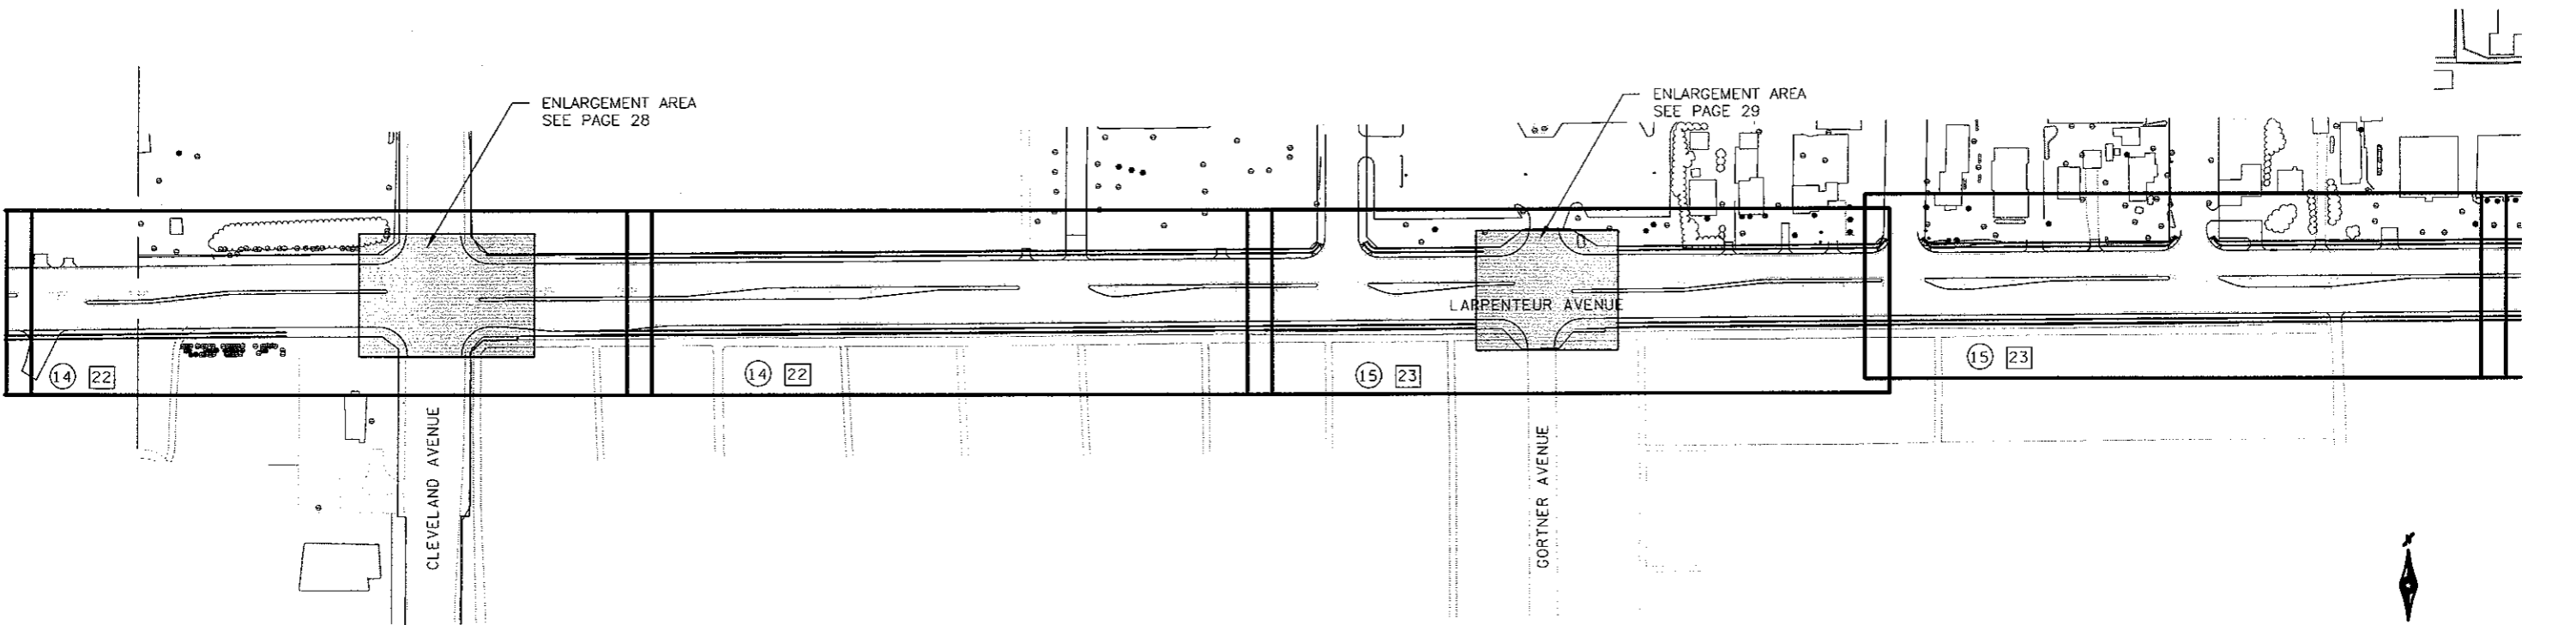 ENLARGEMENT AREA
SEE PAGE 28
ENLARGEMENT AREA
SEE PAGE 29
LARPENTEUR AVENUE
14 22
14 22
15 23
15 23
CLEVELAND AVENUE
GORTNER AVENUE